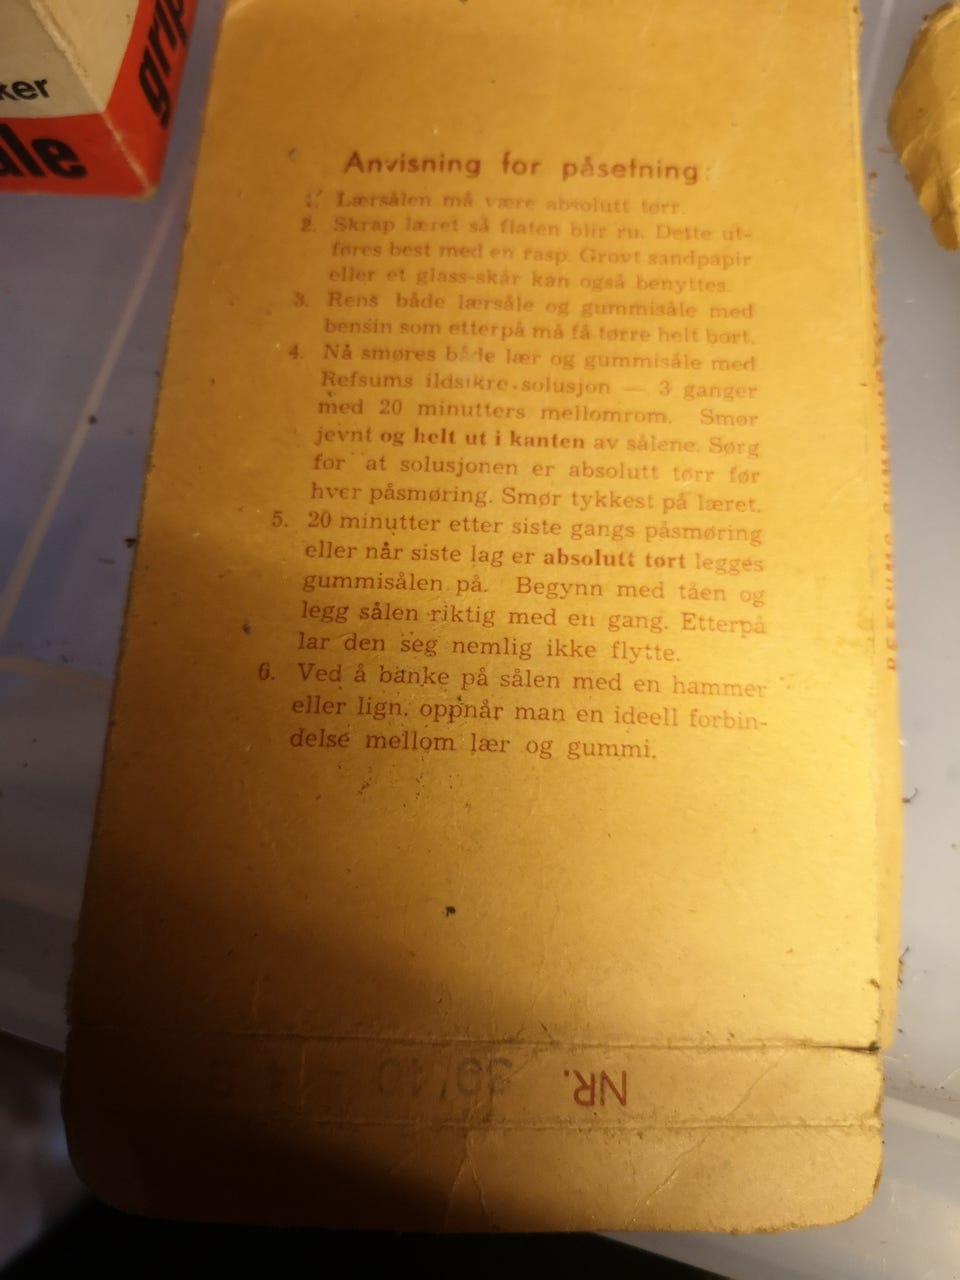 ker
grip
ale
Anvisning for påsetning:
1. Lærsålen må være absolutt tørr.
2. Skrap læret så flaten blir ru. Dette ut-
føres best med en rasp. Grovt sandpapir
eller et glass-skår kan også benyttes.
3. Rens både lærsåle og gummisåle med
bensin som etterpå må få tørre helt bort.
4. Nå smøres både lær og gummisåle med
Refsums ildsikre solusjon — 3 ganger
med 20 minutters mellomrom. Smør
jevnt og helt ut i kanten av sålene. Sørg
for at solusjonen er absolutt tørr før
hver påsmøring. Smør tykkest på læret.
5. 20 minutter etter siste gangs påsmøring
eller når siste lag er absolutt tørt legges
gummisålen på. Begynn med tåen og
legg sålen riktig med en gang. Etterpå
lar den seg nemlig ikke flytte.
6. Ved å banke på sålen med en hammer
eller lign. oppnår man en ideell forbin-
delse mellom lær og gummi.
NR. 39/40